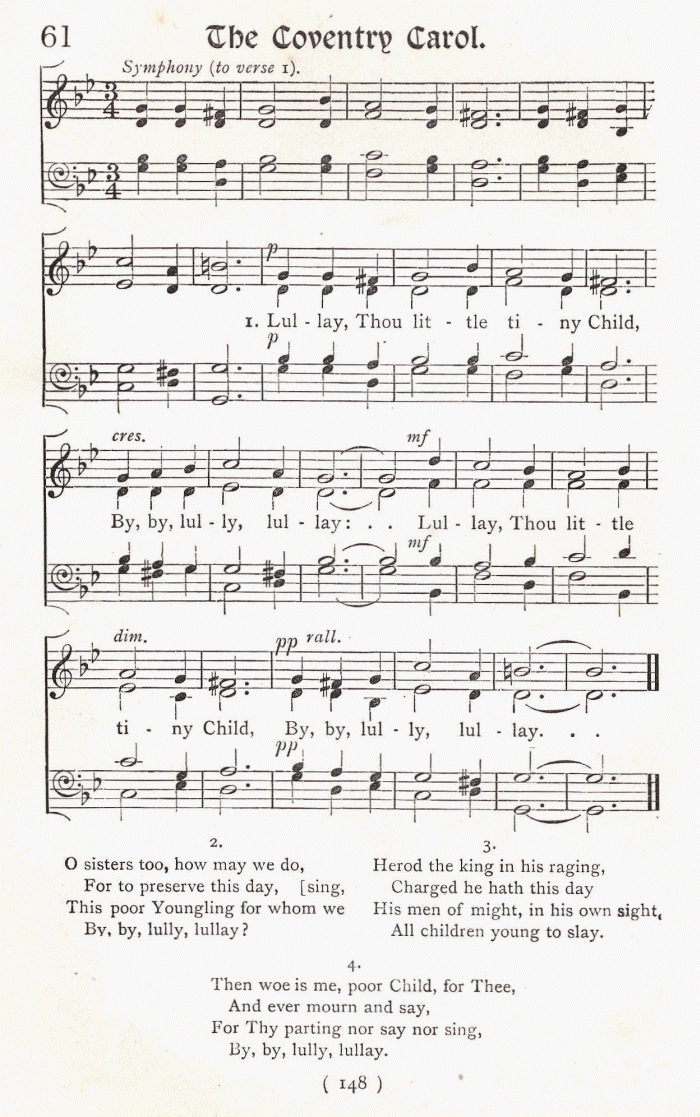 61 The Coventry Carol.
Symphony (to verse 1).
p
1. Lul - lay, Thou lit - tle ti - ny Child,
p
cres. mf
By, by, lul - ly, lul - lay: . . Lul - lay, Thou lit - tle
mf
dim. pp rall.
ti - ny Child, By, by, lul - ly, lul - lay. . .
pp
2.
O sisters too, how may we do,
For to preserve this day, [sing,
This poor Youngling for whom we
By, by, lully, lullay?
3.
Herod the king in his raging,
Charged he hath this day
His men of might, in his own sight,
All children young to slay.
4.
Then woe is me, poor Child, for Thee,
And ever mourn and say,
For Thy parting nor say nor sing,
By, by, lully, lullay.
( 148 )